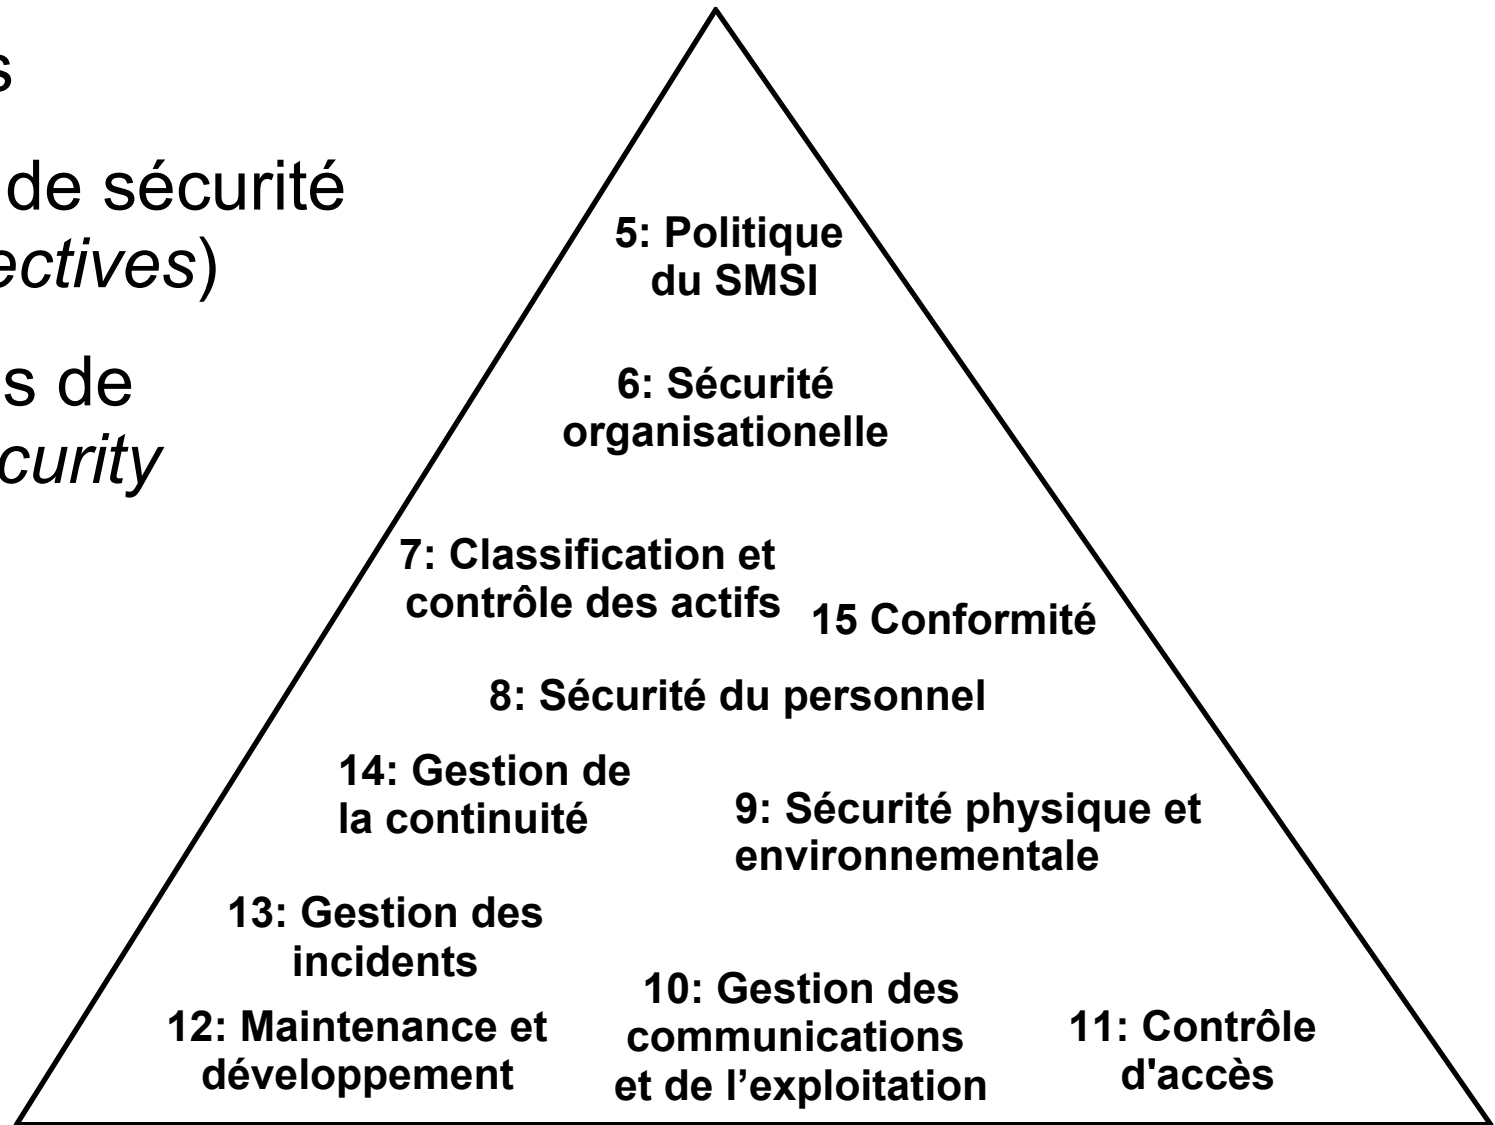 s
de sécurité
ectives)
s de
curity
5: Politique
du SMSI
6: Sécurité
organisationelle
7: Classification et
contrôle des actifs
15 Conformité
8: Sécurité du personnel
14: Gestion de
la continuité
9: Sécurité physique et
environnementale
13: Gestion des
incidents
12: Maintenance et
développement
10: Gestion des
communications
et de l’exploitation
11: Contrôle
d'accès